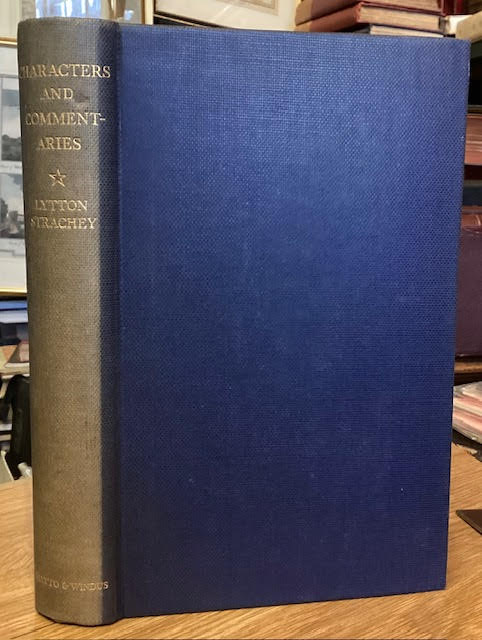 CHARACTERS
AND
COMMENT-
ARIES
LYTTON
STRACHEY
CHATTO & WINDUS